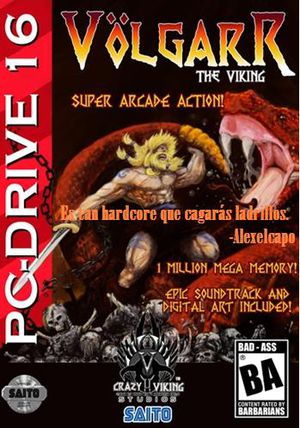 PC-DRIVE 16
VÖLGARR
THE VIKING
SUPER ARCADE ACTION!
Es tan hardcore que cagarás ladrillos.
-Alexelcapo
1 MILLION MEGA MEMORY!
EPIC SOUNDTRACK AND
DIGITAL ART INCLUDED!
CRAZY VIKING
STUDIOS
SAITO
SAITO
BAD-ASS
BA
CONTENT RATED BY
BARBARIANS